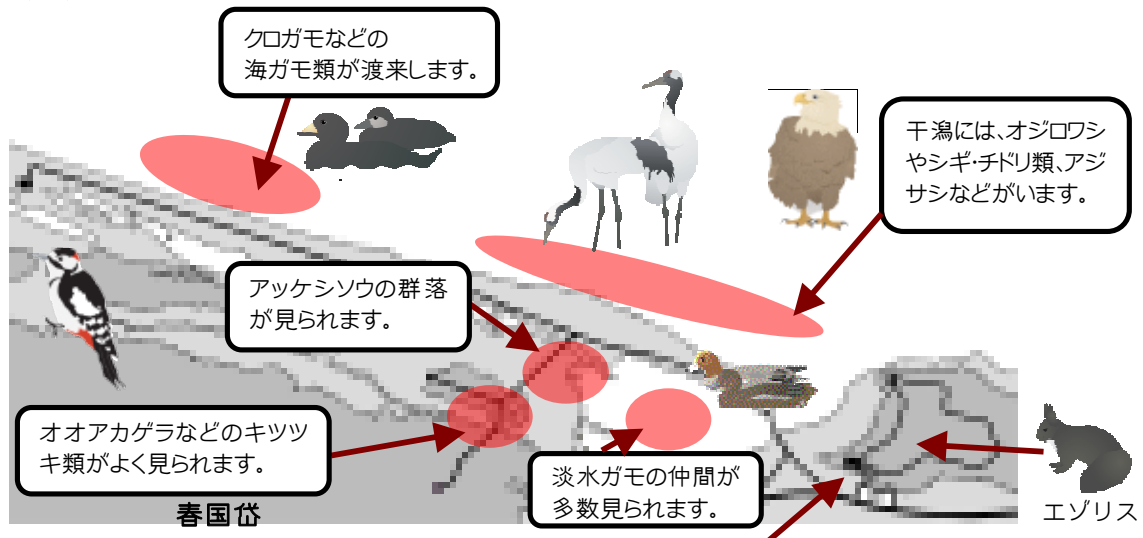 クロガモなどの
海ガモ類が渡来します。
干潟には、オジロワシ
やシギ・チドリ類、アジ
サシなどがいます。
アッケシソウの群落
が見られます。
オオアカゲラなどのキツツ
キ類がよく見られます。
淡水ガモの仲間が
多数見られます。
春国岱
エゾリス